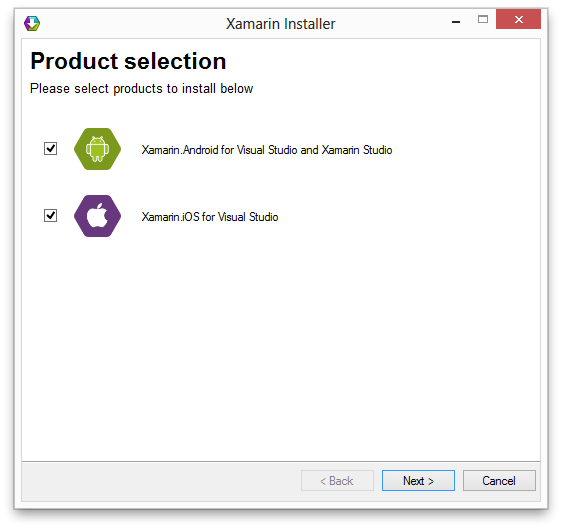 Xamarin Installer
Product selection
Please select products to install below
Xamarin.Android for Visual Studio and Xamarin Studio
Xamarin.iOS for Visual Studio
< Back
Next >
Cancel